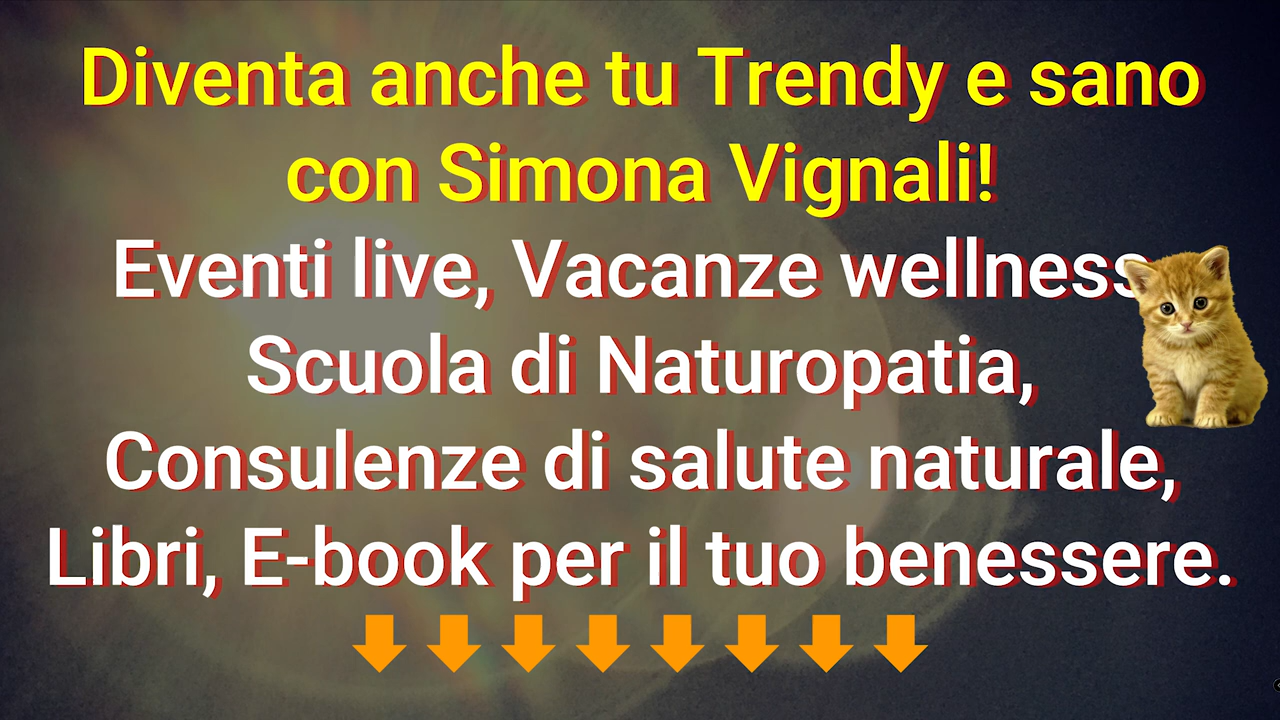 Diventa anche tu Trendy e sano
con Simona Vignali!
Eventi live, Vacanze wellness
Scuola di Naturopatia,
Consulenze di salute naturale,
Libri, E-book per il tuo benessere.